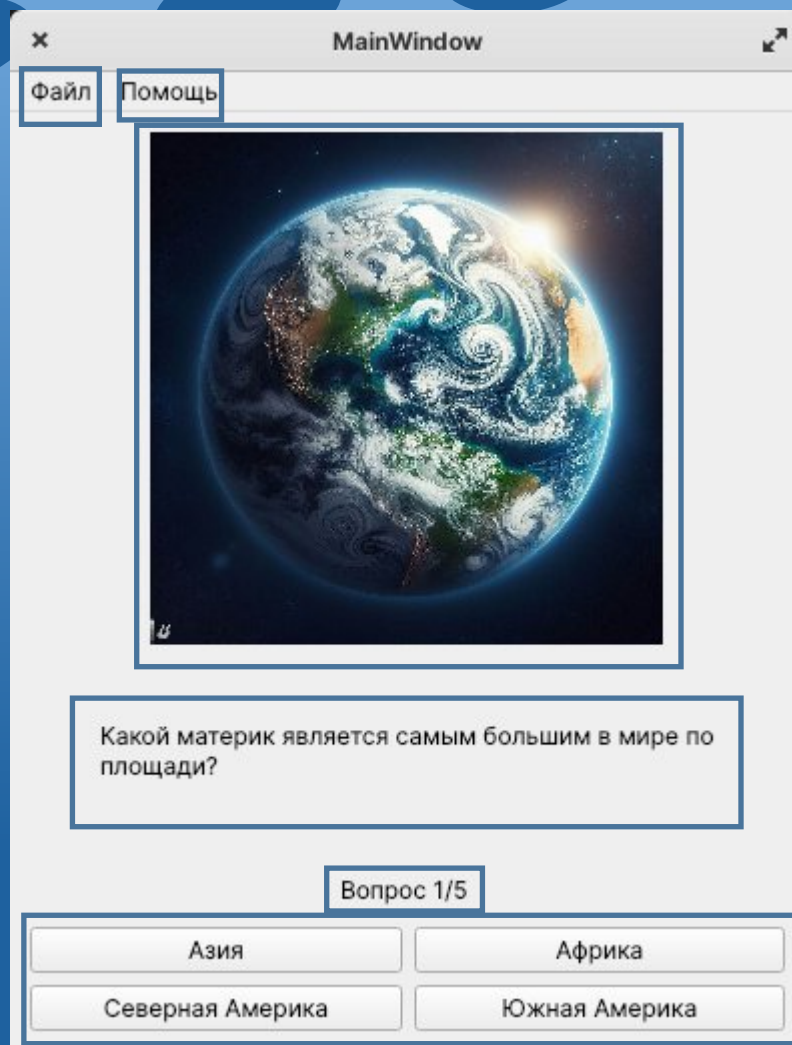 MainWindow
Файл Помощь
Какой материк является самым большим в мире по
площади?
Вопрос 1/5
Азия Африка
Северная Америка Южная Америка